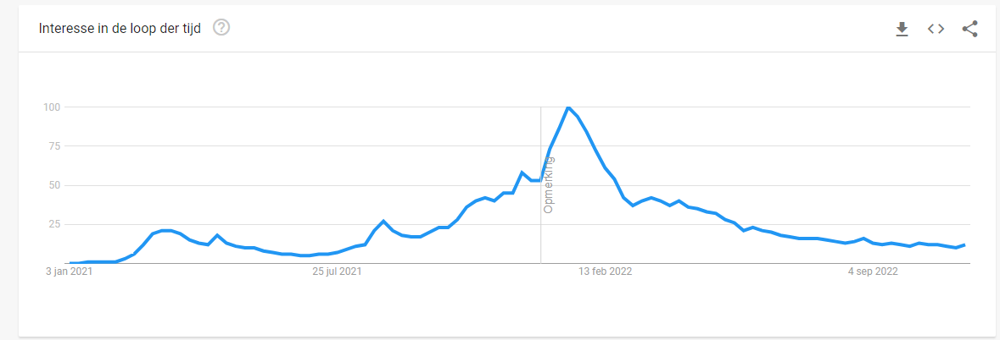 Interesse in de loop der tijd ?
100
75
50
25
Opmerking
3 jan 2021
25 jul 2021
13 feb 2022
4 sep 2022